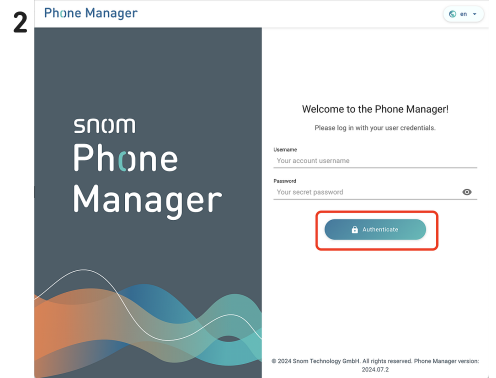 2
Phone Manager
en
snom
Phone
Manager
Welcome to the Phone Manager!
Please log in with your user credentials.
Username
Your account username
Password
Your secret password
Authenticate
© 2024 Snom Technology GmbH. All rights reserved. Phone Manager version:
2024.07.2